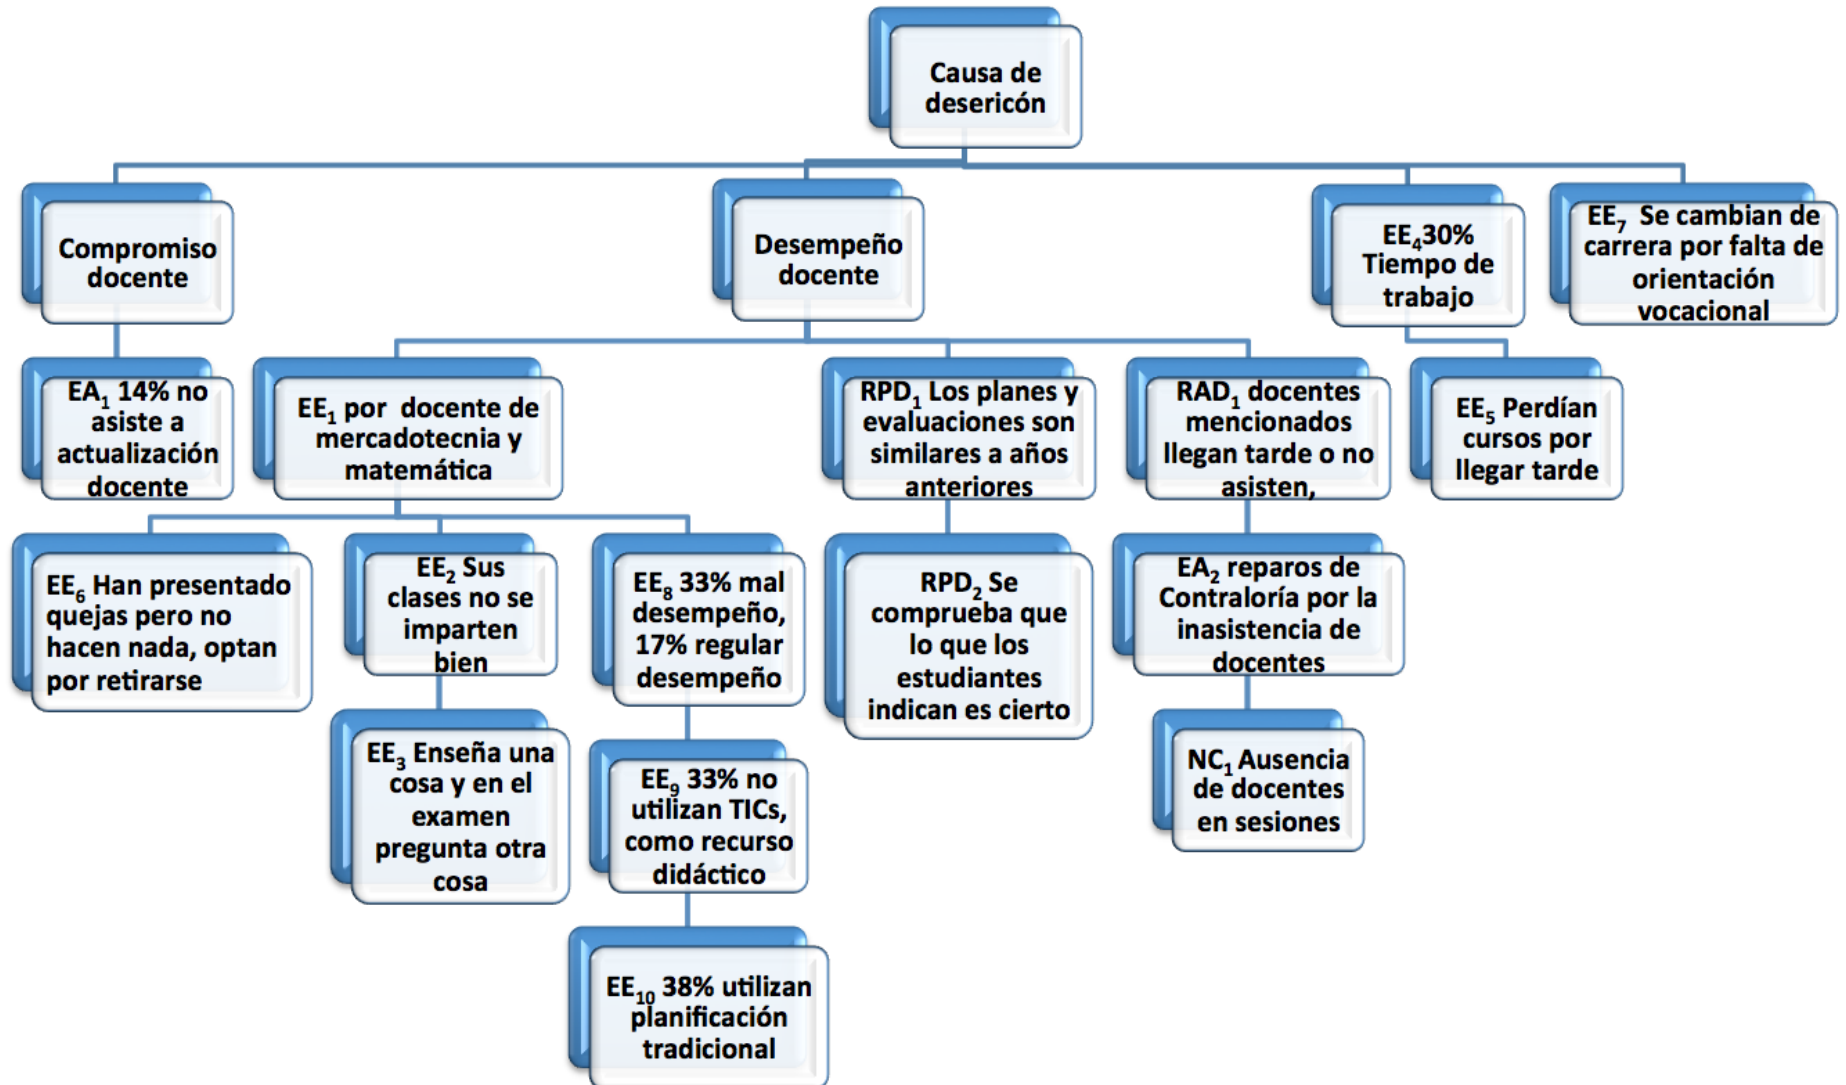 Causa de
desericón
Compromiso
docente
Desempeño
docente
EE₄30%
Tiempo de
trabajo
EE₇ Se cambian de
carrera por falta de
orientación
vocacional
EA₁ 14% no
asiste a
actualización
docente
EE₁ por docente de
mercadotecnia y
matemática
RPD₁ Los planes y
evaluaciones son
similares a años
anteriores
RAD₁ docentes
mencionados
llegan tarde o no
asisten,
EE₅ Perdían
cursos por
llegar tarde
EE₆ Han presentado
quejas pero no
hacen nada, optan
por retirarse
EE₂ Sus
clases no se
imparten
bien
EE₈ 33% mal
desempeño,
17% regular
desempeño
RPD₂ Se
comprueba que
lo que los
estudiantes
indican es cierto
EA₂ reparos de
Contraloría por la
inasistencia de
docentes
EE₃ Enseña una
cosa y en el
examen
pregunta otra
cosa
EE₉ 33% no
utilizan TICs,
como recurso
didáctico
NC₁ Ausencia
de docentes
en sesiones
EE₁₀ 38% utilizan
planificación
tradicional